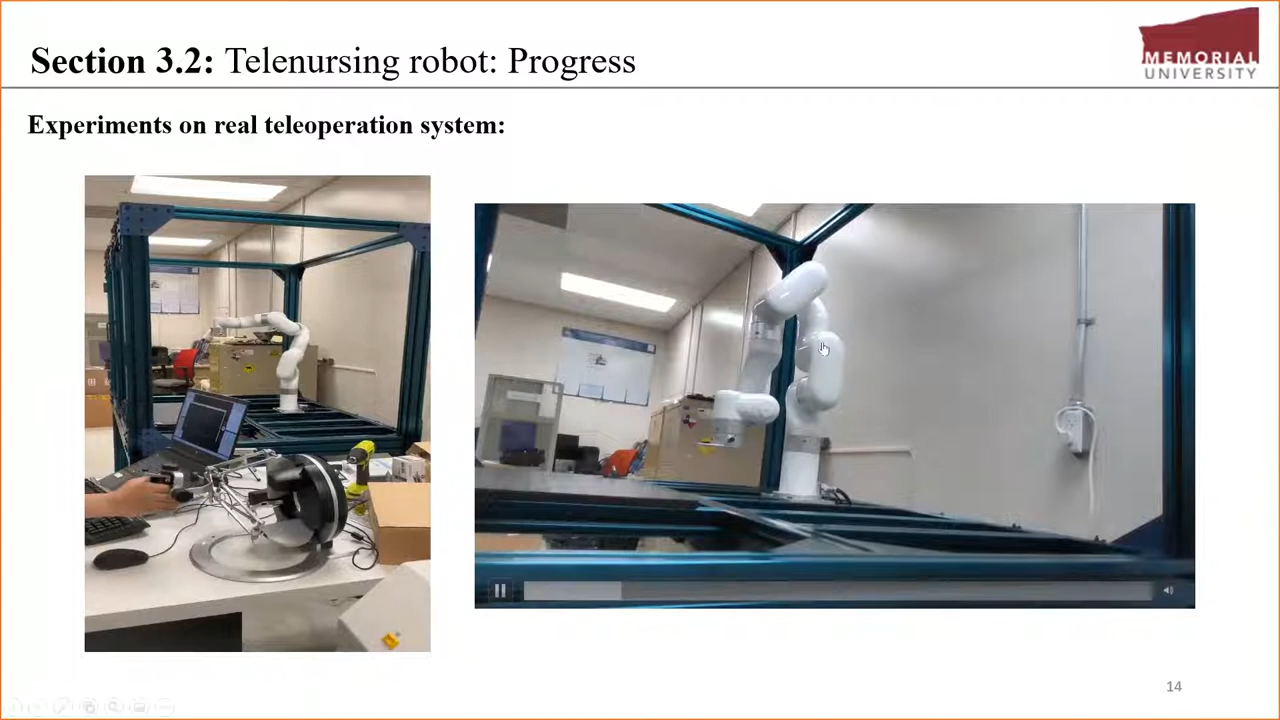 Section 3.2: Telenursing robot: Progress
MEMORIAL
UNIVERSITY
Experiments on real teleoperation system:
14